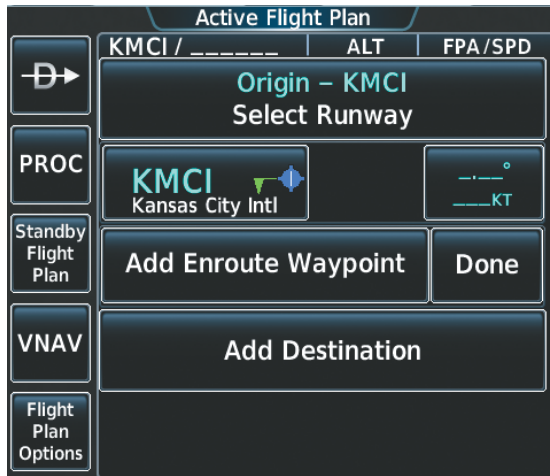 Active Flight Plan
KMCI / ______ ALT FPA/SPD
D
Origin – KMCI
Select Runway
PROC
KMCI
Kansas City Intl
_.__°
___KT
Standby
Flight
Plan
Add Enroute Waypoint
Done
VNAV
Add Destination
Flight
Plan
Options